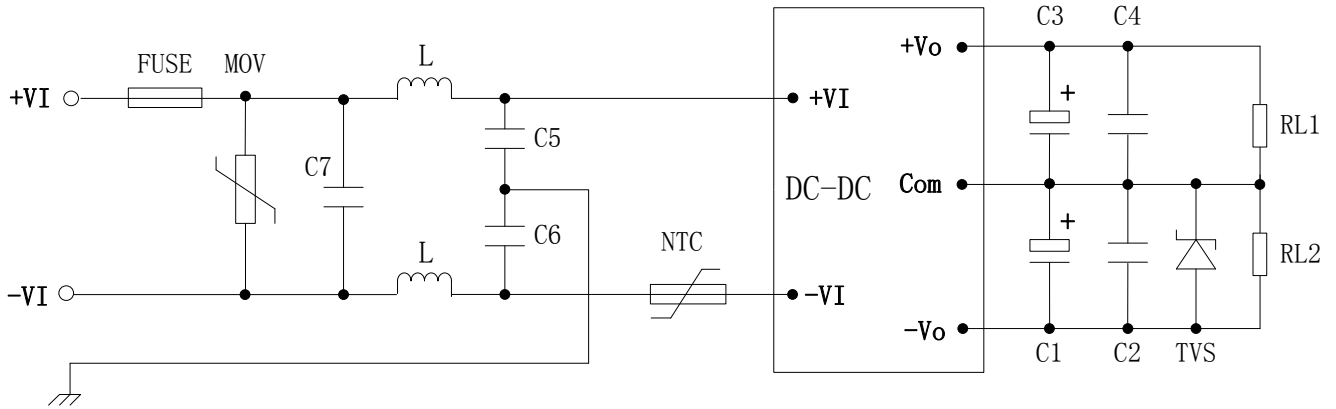 C3
C4
+Vo
FUSE
MOV
L
+VI
+VI
+
C5
RL1
C7
DC-DC
Com
C6
+
NTC
L
RL2
-VI
-VI
-Vo
C1
C2
TVS